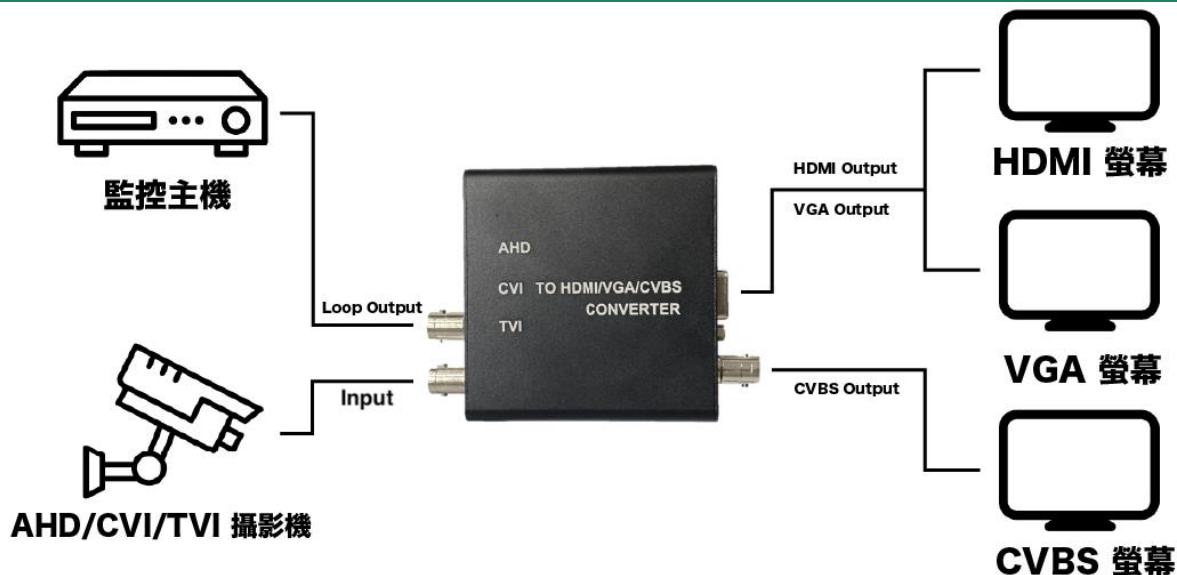 監控主機
Loop Output
Input
AHD/CVI/TVI 攝影機
AHD
CVI TO HDMI/VGA/CVBS
CONVERTER
TVI
HDMI Output
VGA Output
CVBS Output
HDMI 螢幕
VGA 螢幕
CVBS 螢幕